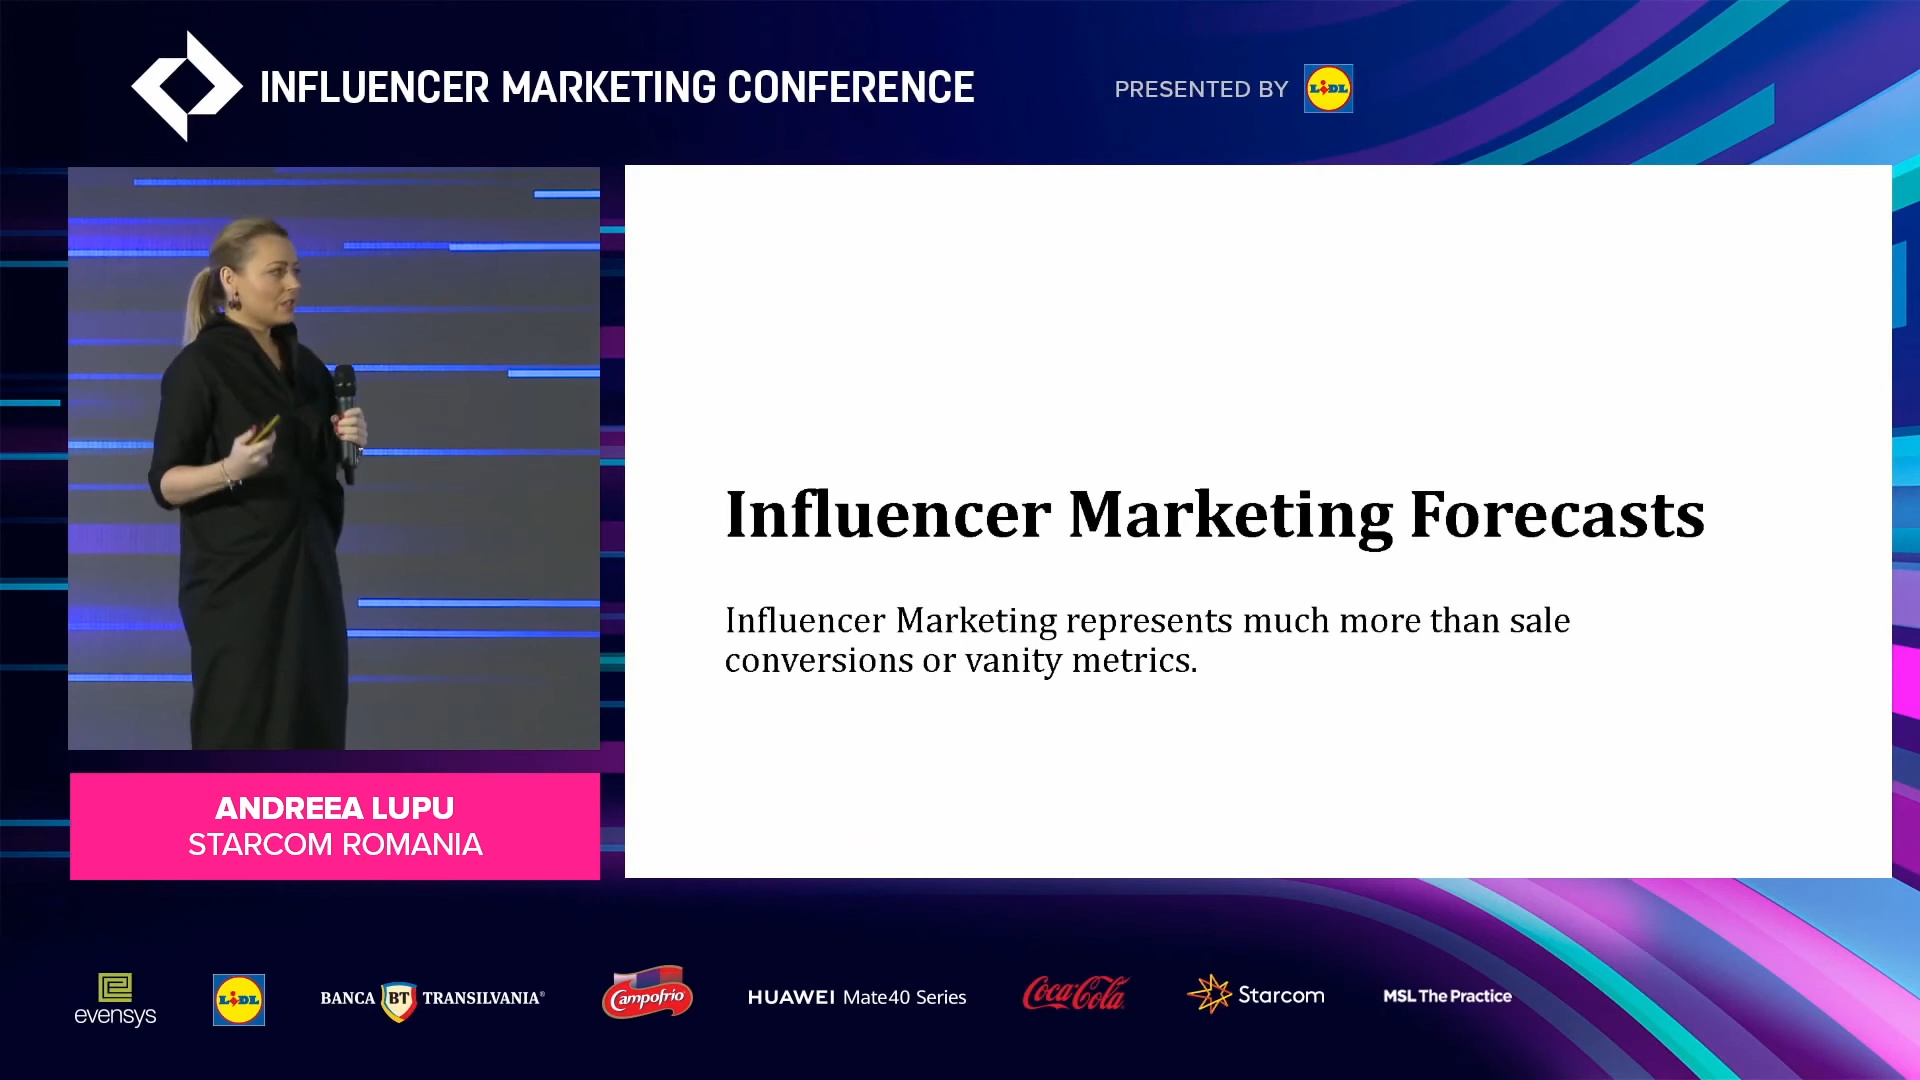 INFLUENCER MARKETING CONFERENCE
PRESENTED BY
LiDL
Influencer Marketing Forecasts
Influencer Marketing represents much more than sale
conversions or vanity metrics.
ANDREEA LUPU
STARCOM ROMANIA
evensys
LiDL
BANCA BT TRANSILVANIA®
Campofrio
HUAWEI Mate40 Series
Coca-Cola
Starcom
MSL The Practice